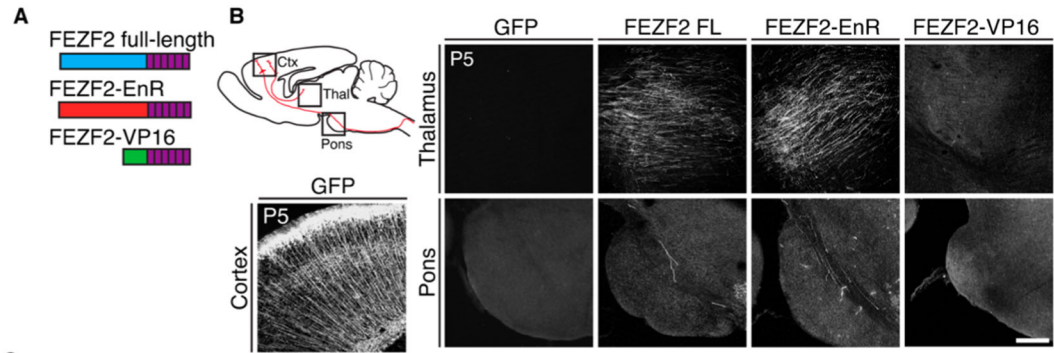 A
FEZF2 full-length
FEZF2-EnR
FEZF2-VP16
B
Ctx
Thal
Pons
GFP
P5
Cortex
GFP
FEZF2 FL
FEZF2-EnR
FEZF2-VP16
Thalamus
P5
Pons